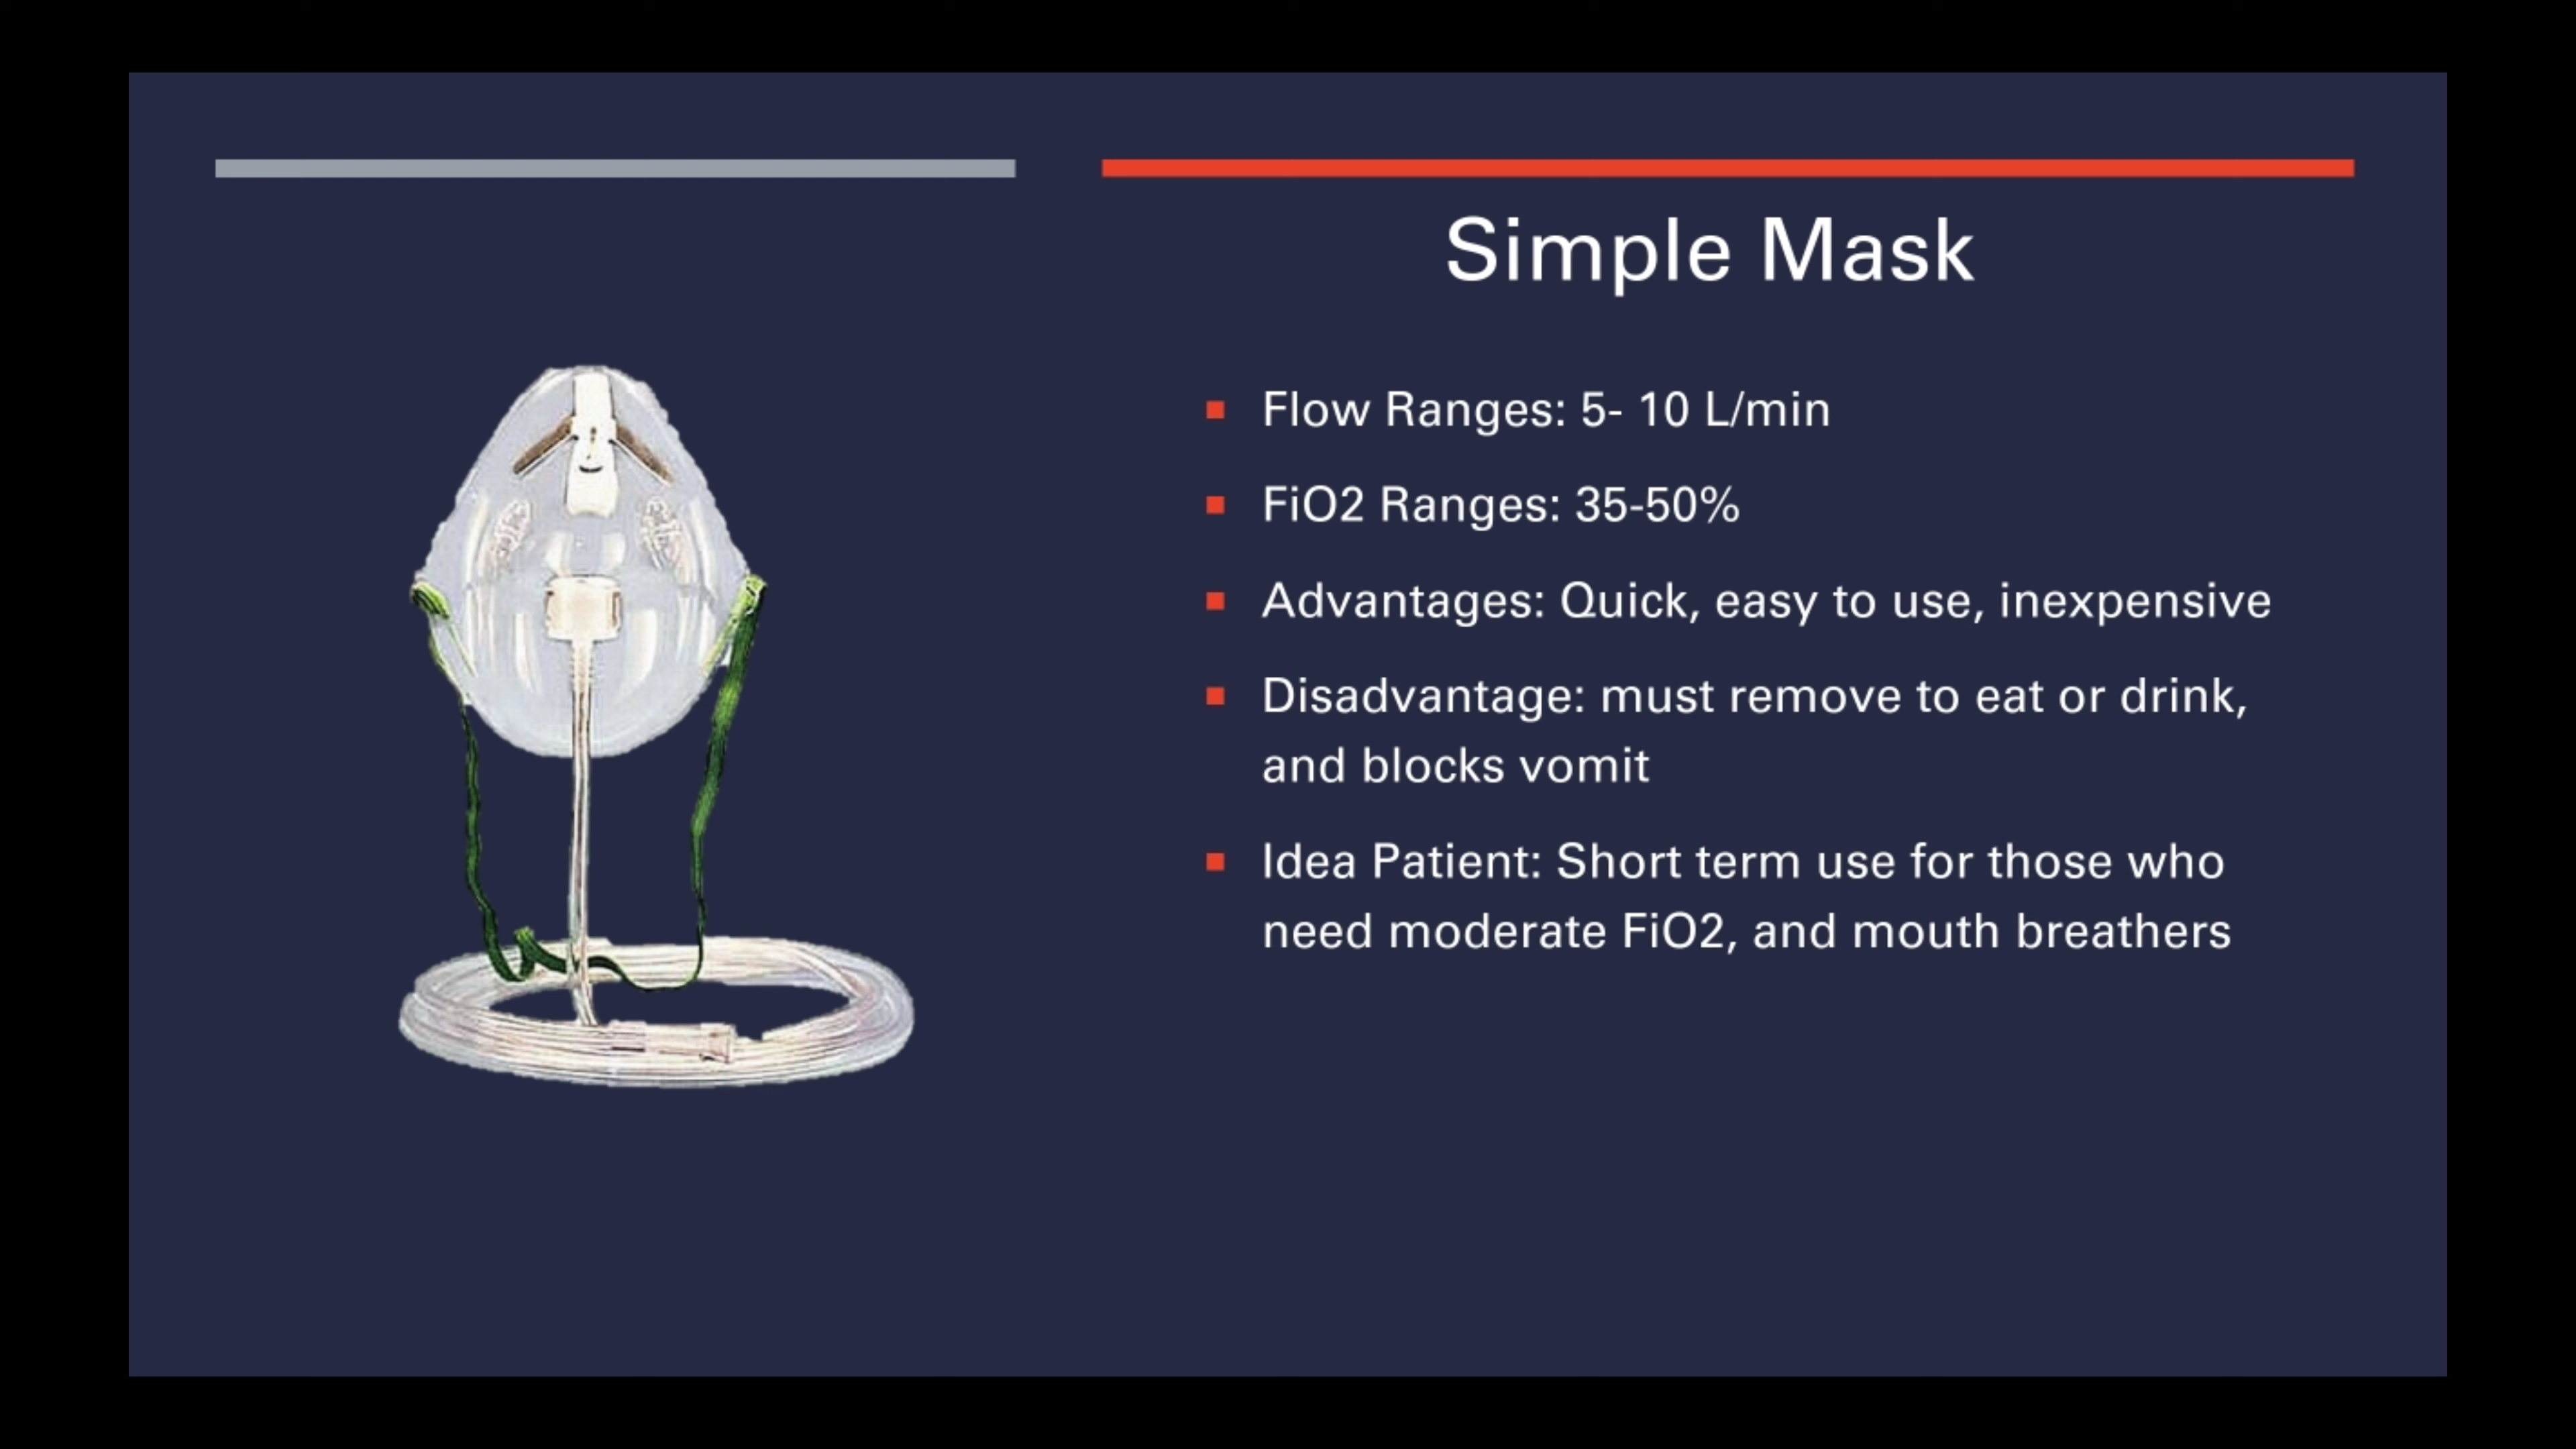 Simple Mask
Flow Ranges: 5- 10 L/min
FiO2 Ranges: 35-50%
Advantages: Quick, easy to use, inexpensive
Disadvantage: must remove to eat or drink,
and blocks vomit
Idea Patient: Short term use for those who
need moderate FiO2, and mouth breathers